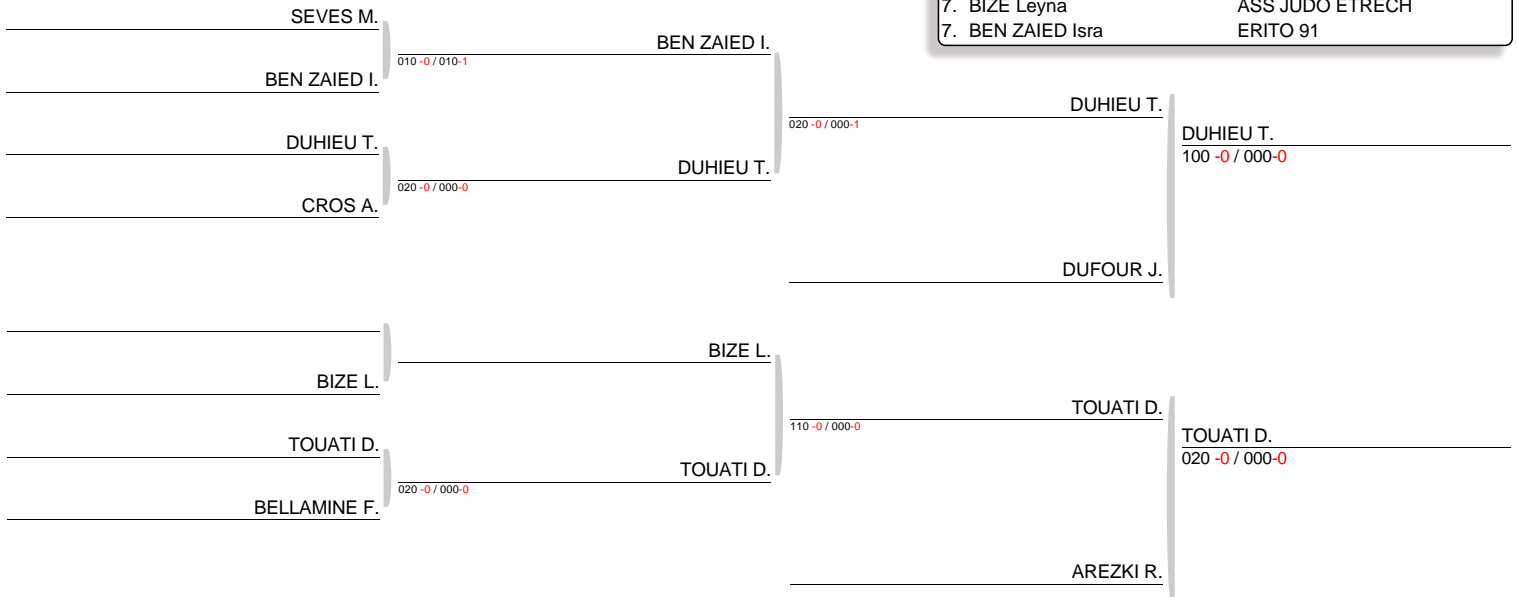 7. BIZE Leyna ASS JUDO ETRECH
7. BEN ZAIED Isra ERITO 91
SEVES M.
BEN ZAIED I.
010 -0 / 010-1
BEN ZAIED I.
DUHIEU T.
020 -0 / 000-1
DUHIEU T.
DUHIEU T.
100 -0 / 000-0
DUHIEU T.
020 -0 / 000-0
CROS A.
DUFOUR J.
BIZE L.
BIZE L.
TOUATI D.
110 -0 / 000-0
TOUATI D.
020 -0 / 000-0
TOUATI D.
TOUATI D.
020 -0 / 000-0
BELLAMINE F.
AREZKI R.